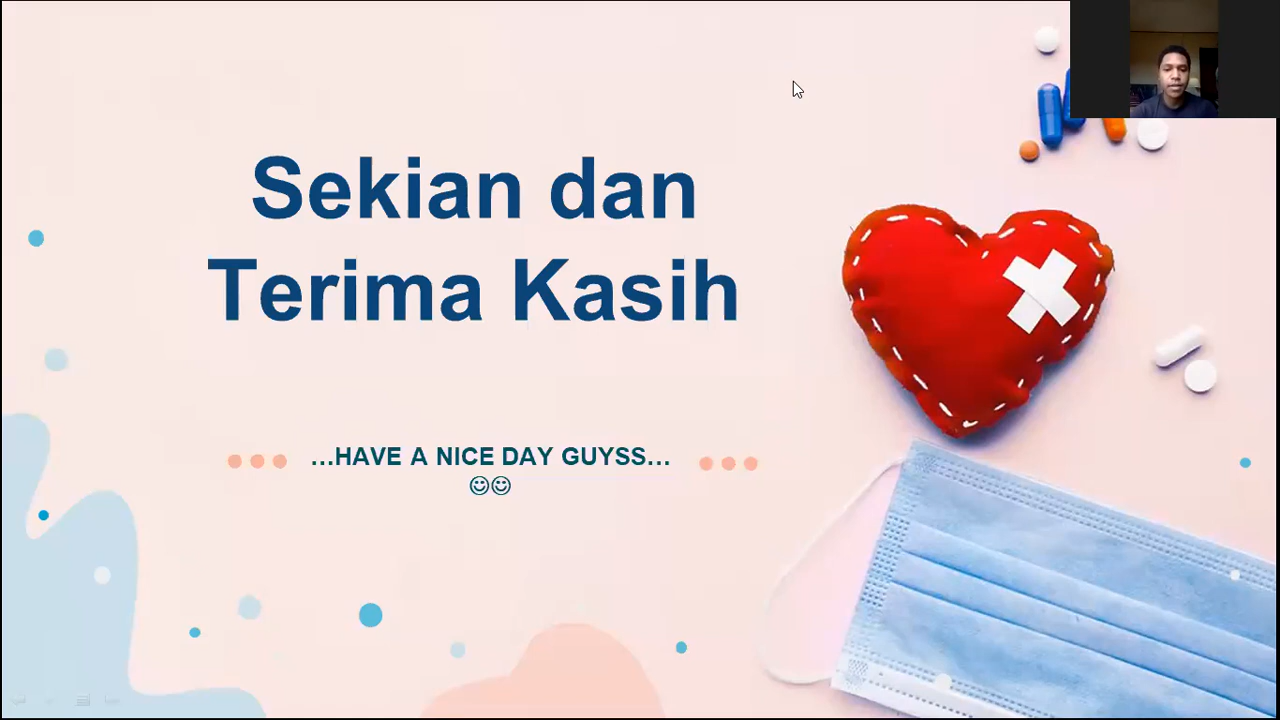 Sekian dan
Terima Kasih
...HAVE A NICE DAY GUYSS...
☺☺